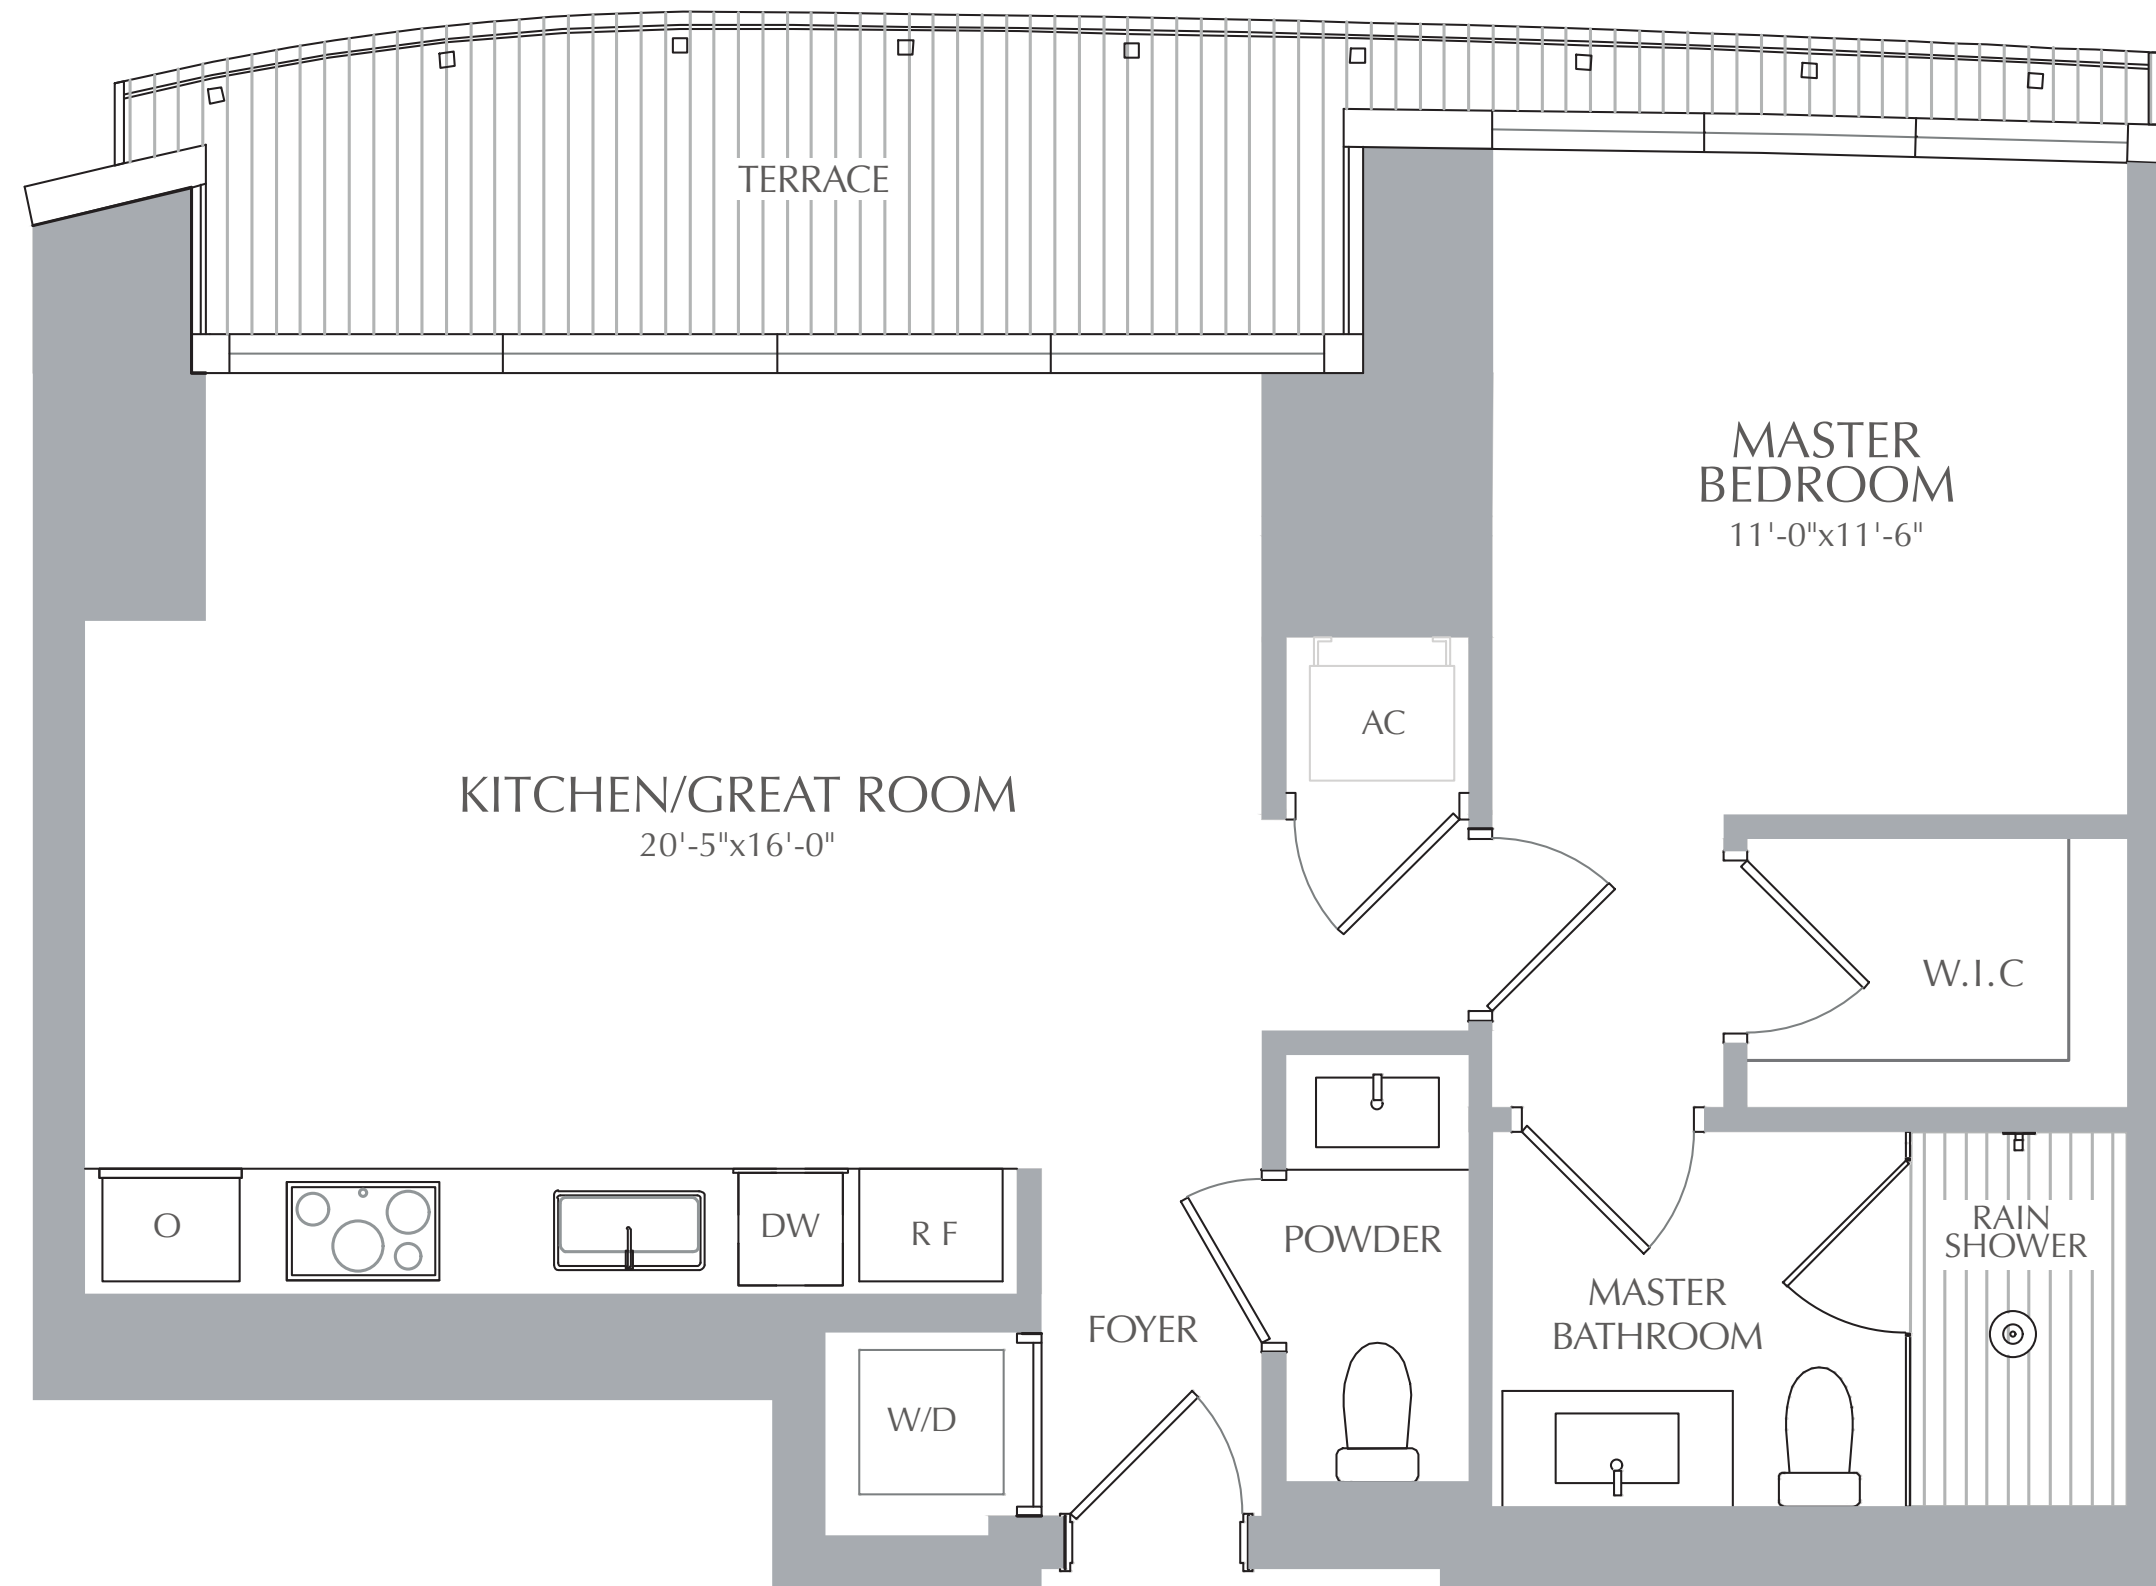 TERRACE
MASTER
BEDROOM
11'-0"x11'-6"
AC
KITCHEN/GREAT ROOM
20'-5"x16'-0"
W.I.C
O
DW
R F
POWDER
RAIN
SHOWER
FOYER
MASTER
BATHROOM
W/D